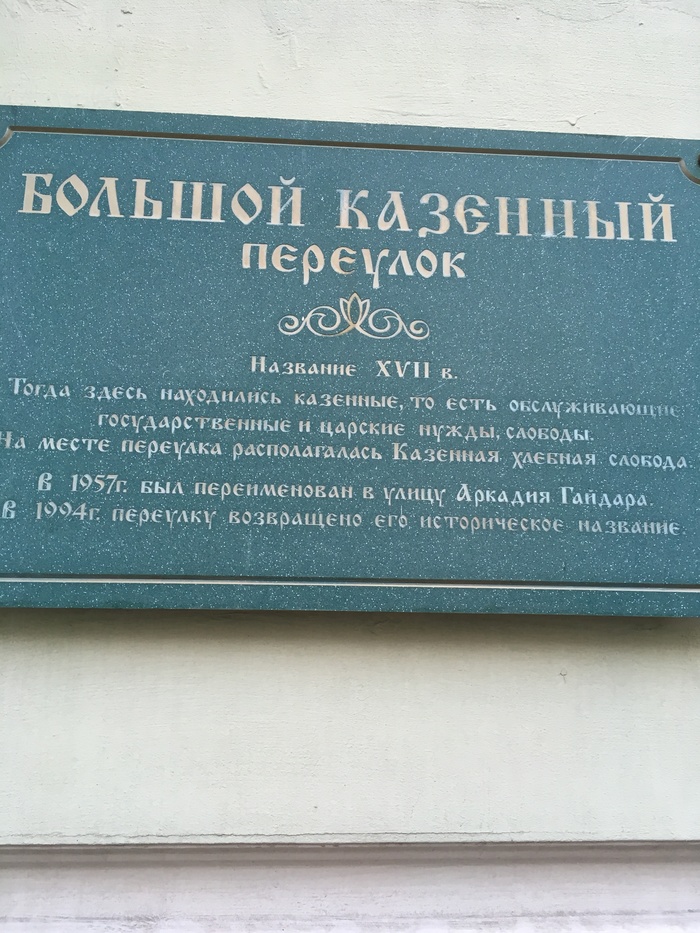 БОЛЬШОЙ КАЗЕННЫЙ
ПЕРЕУЛОК
Название XVII в.
Тогда здесь находились казенные, то есть обслуживающие
государственные и царские нужды, слободы.
На месте переулка располагалась Казенная хлебная слобода.
В 1957г. был переименован в улицу Аркадия Гайдара.
В 1994г. переулку возвращено его историческое название.